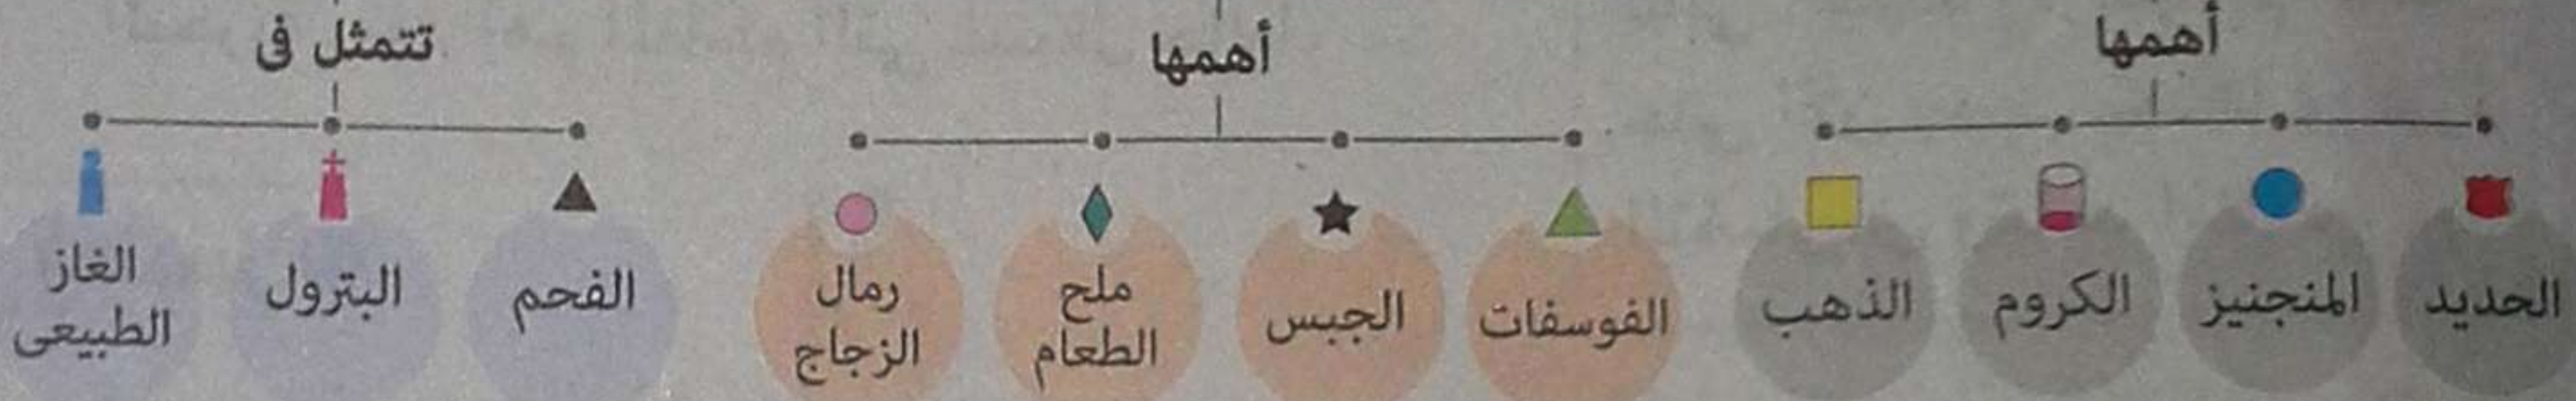 أهمها
الحديد
المنجنيز
الكروم
الذهب
أهمها
الفوسفات
الجبس
ملح
الطعام
رمال
الزجاج
تتمثل فى
الفحم
البترول
الغاز
الطبيعى